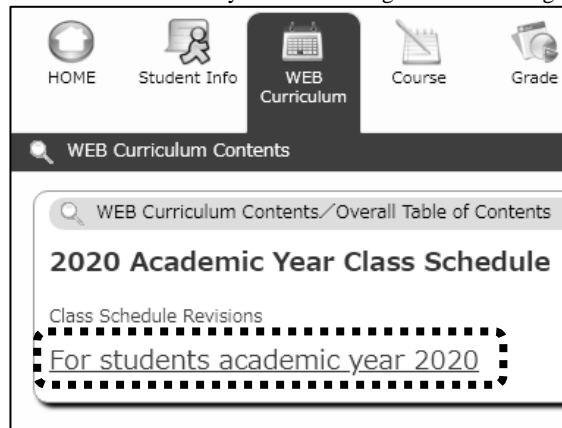 HOME
Student Info
WEB Curriculum
Course
Grade
WEB Curriculum Contents
WEB Curriculum Contents／Overall Table of Contents
2020 Academic Year Class Schedule
Class Schedule Revisions
For students academic year 2020